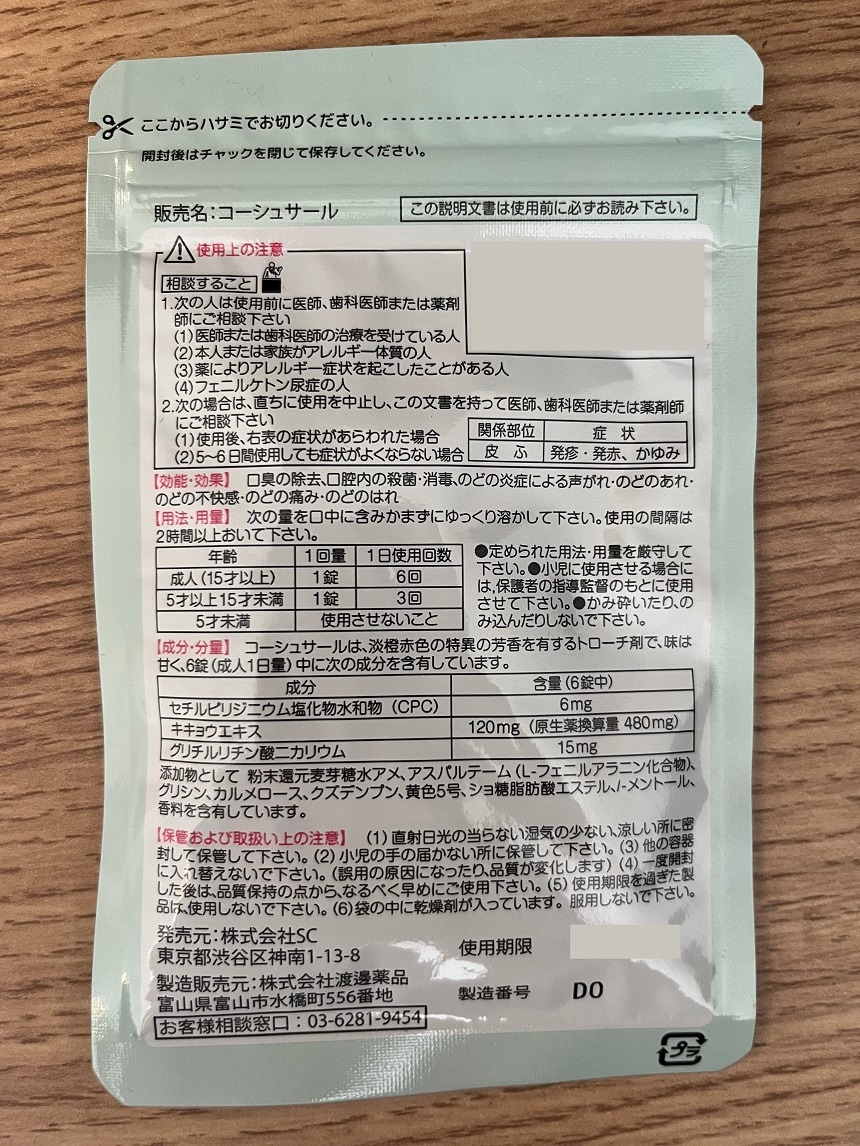 ここからハサミでお切りください。
開封後はチャックを閉じて保存してください。
販売名:コーシュサール
この説明文書は使用前に必ずお読み下さい。
使用上の注意
相談すること
1.次の人は使用前に医師、歯科医師または薬剤
師にご相談下さい
(1)医師または歯科医師の治療を受けている人
(2)本人または家族がアレルギー体質の人
(3)薬によりアレルギー症状を起こしたことがある人
(4)フェニルケトン尿症の人
2.次の場合は、直ちに使用を中止し、この文書を持って医師、歯科医師または薬剤師
にご相談下さい
(1)使用後、右表の症状があらわれた場合
(2)5~6日間使用しても症状がよくならない場合
関係部位 症 状
皮 ふ 発疹・発赤、かゆみ
【効能・効果】 口臭の除去、口腔内の殺菌・消毒、のどの炎症による声がれ・のどのあれ・
のどの不快感・のどの痛み・のどのはれ
【用法・用量】 次の量を口中に含みかまずにゆっくり溶かして下さい。使用の間隔は
2時間以上おいて下さい。
年齢 1回量 1日使用回数
成人(15才以上) 1錠 6回
5才以上15才未満 1錠 3回
5才未満 使用させないこと
●定められた用法・用量を厳守して
下さい。●小児に使用させる場合に
は、保護者の指導監督のもとに使用
させて下さい。●かみ砕いたり、の
み込んだりしないで下さい。
【成分・分量】 コーシュサールは、淡橙赤色の特異の芳香を有するトローチ剤で、味は
甘く、6錠(成人1日量)中に次の成分を含有しています。
成分 含量(6錠中)
セチルピリジニウム塩化物水和物(CPC) 6mg
キキョウエキス 120mg(原生薬換算量 480mg)
グリチルリチン酸二カリウム 15mg
添加物として 粉末還元麦芽糖水アメ、アスパルテーム(L-フェニルアラニン化合物)、
グリシン、カルメロース、クズデンプン、黄色5号、ショ糖脂肪酸エステル、l-メントール、
香料を含有しています。
【保管および取扱い上の注意】 (1)直射日光の当らない湿気の少ない、涼しい所に密
封して保管して下さい。(2)小児の手の届かない所に保管して下さい。(3)他の容器
に入れ替えないで下さい。(誤用の原因になったり、品質が変化します)(4)一度開封
した後は、品質保持の点から、なるべく早めにご使用下さい。(5)使用期限を過ぎた製
品は、使用しないで下さい。(6)袋の中に乾燥剤が入っています。服用しないで下さい。
発売元:株式会社SC
東京都渋谷区神南1-13-8
使用期限
製造販売元:株式会社渡邊薬品
富山県富山市水橋町556番地
製造番号 DO
お客様相談窓口:03-6281-9454
プラ